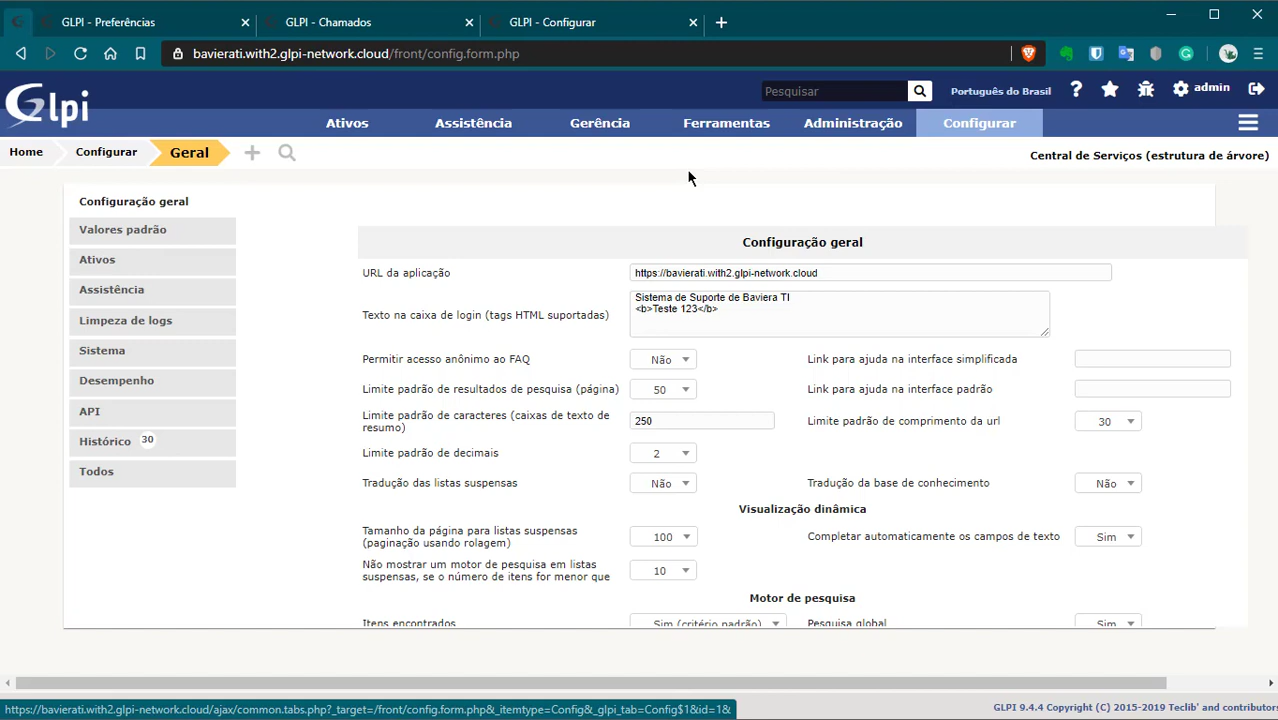 GLPI - Preferências
GLPI - Chamados
GLPI - Configurar
bavierati.with2.glpi-network.cloud/front/config.form.php
Glpi
Pesquisar
Português do Brasil
?
admin
Ativos
Assistência
Gerência
Ferramentas
Administração
Configurar
Home
Configurar
Geral
Central de Serviços (estrutura de árvore)
Configuração geral
Valores padrão
Ativos
Assistência
Limpeza de logs
Sistema
Desempenho
API
Histórico 30
Todos
Configuração geral
URL da aplicação
https://bavierati.with2.glpi-network.cloud
Texto na caixa de login (tags HTML suportadas)
Sistema de Suporte de Baviera TI
<b>Teste 123</b>
Permitir acesso anônimo ao FAQ
Não
Link para ajuda na interface simplificada
Limite padrão de resultados de pesquisa (página)
50
Link para ajuda na interface padrão
Limite padrão de caracteres (caixas de texto de
resumo)
250
Limite padrão de comprimento da url
30
Limite padrão de decimais
2
Tradução das listas suspensas
Não
Tradução da base de conhecimento
Não
Visualização dinâmica
Tamanho da página para listas suspensas
(paginação usando rolagem)
100
Completar automaticamente os campos de texto
Sim
Não mostrar um motor de pesquisa em listas
suspensas, se o número de itens for menor que
10
Motor de pesquisa
Itens encontrados
Sim (critério padrão)
Pesquisa global
Sim
https://bavierati.with2.glpi-network.cloud/ajax/common.tabs.php?_target=/front/config.form.php&_itemtype=Config&_glpi_tab=Config$1&id=1&
GLPI 9.4.4 Copyright (C) 2015-2019 Teclib' and contributors